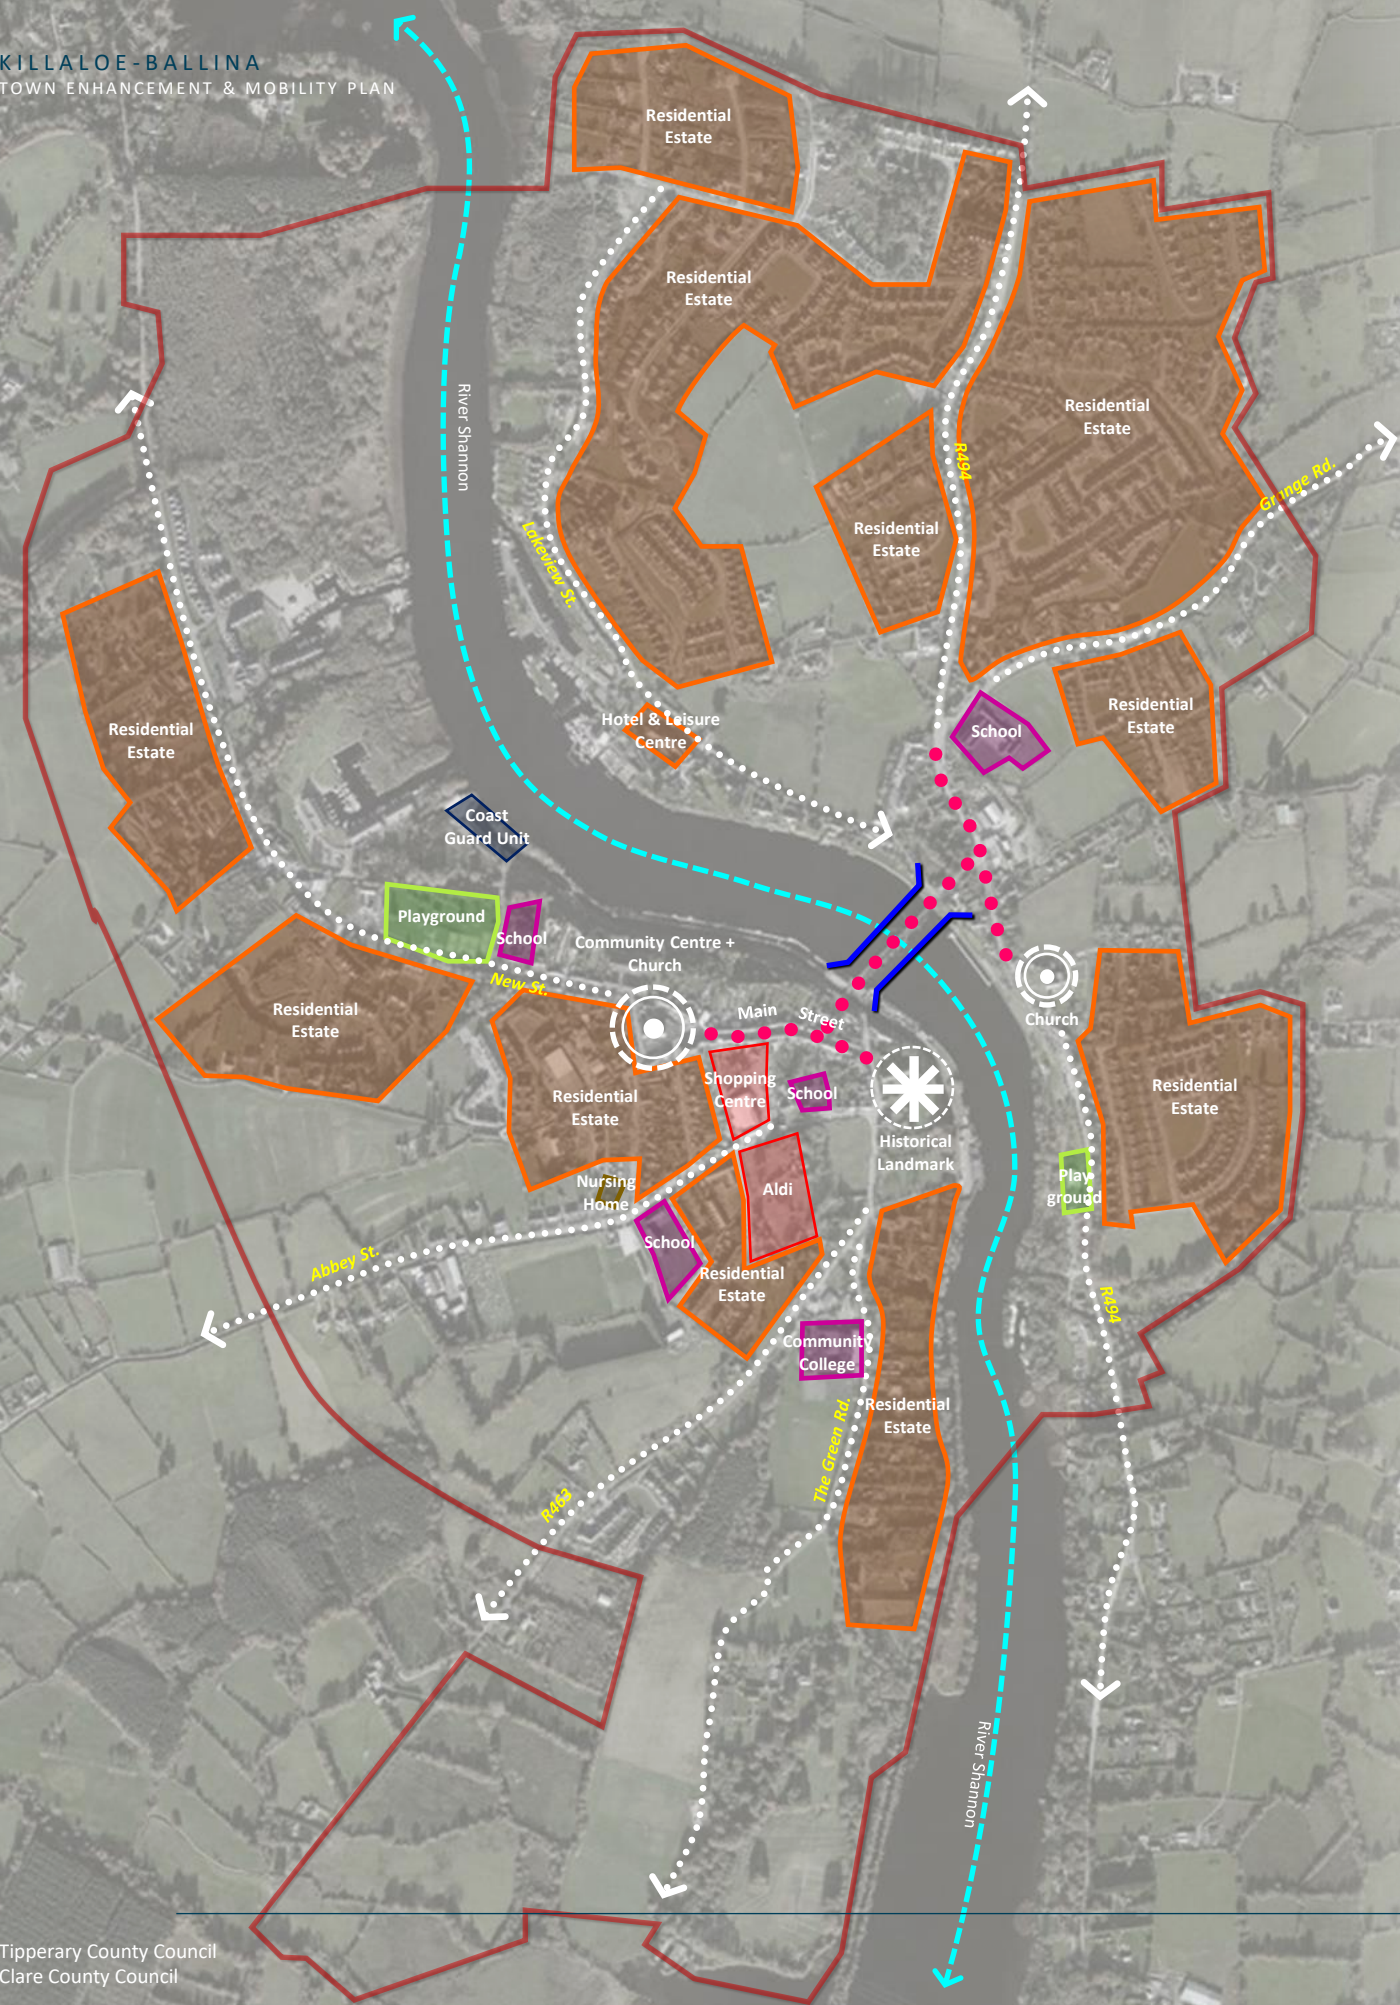 KILLALOE-BALLINA
TOWN ENHANCEMENT & MOBILITY PLAN
Residential
Estate
Residential
Estate
Residential
Estate
River Shannon
R494
Grange Rd.
Residential
Estate
Lakeview St.
Residential
Estate
Residential
Estate
Hotel & Leisure
Centre
School
Coast
Guard Unit
Playground
School
Community Centre +
Church
New St.
Residential
Estate
Main
Street
Church
Shopping
Centre
School
Residential
Estate
Residential
Estate
Historical
Landmark
Nursing
Home
Aldi
Play
ground
School
Abbey St.
Residential
Estate
R494
Community
College
Residential
Estate
The Green Rd.
R463
River Shannon
Tipperary County Council
Clare County Council